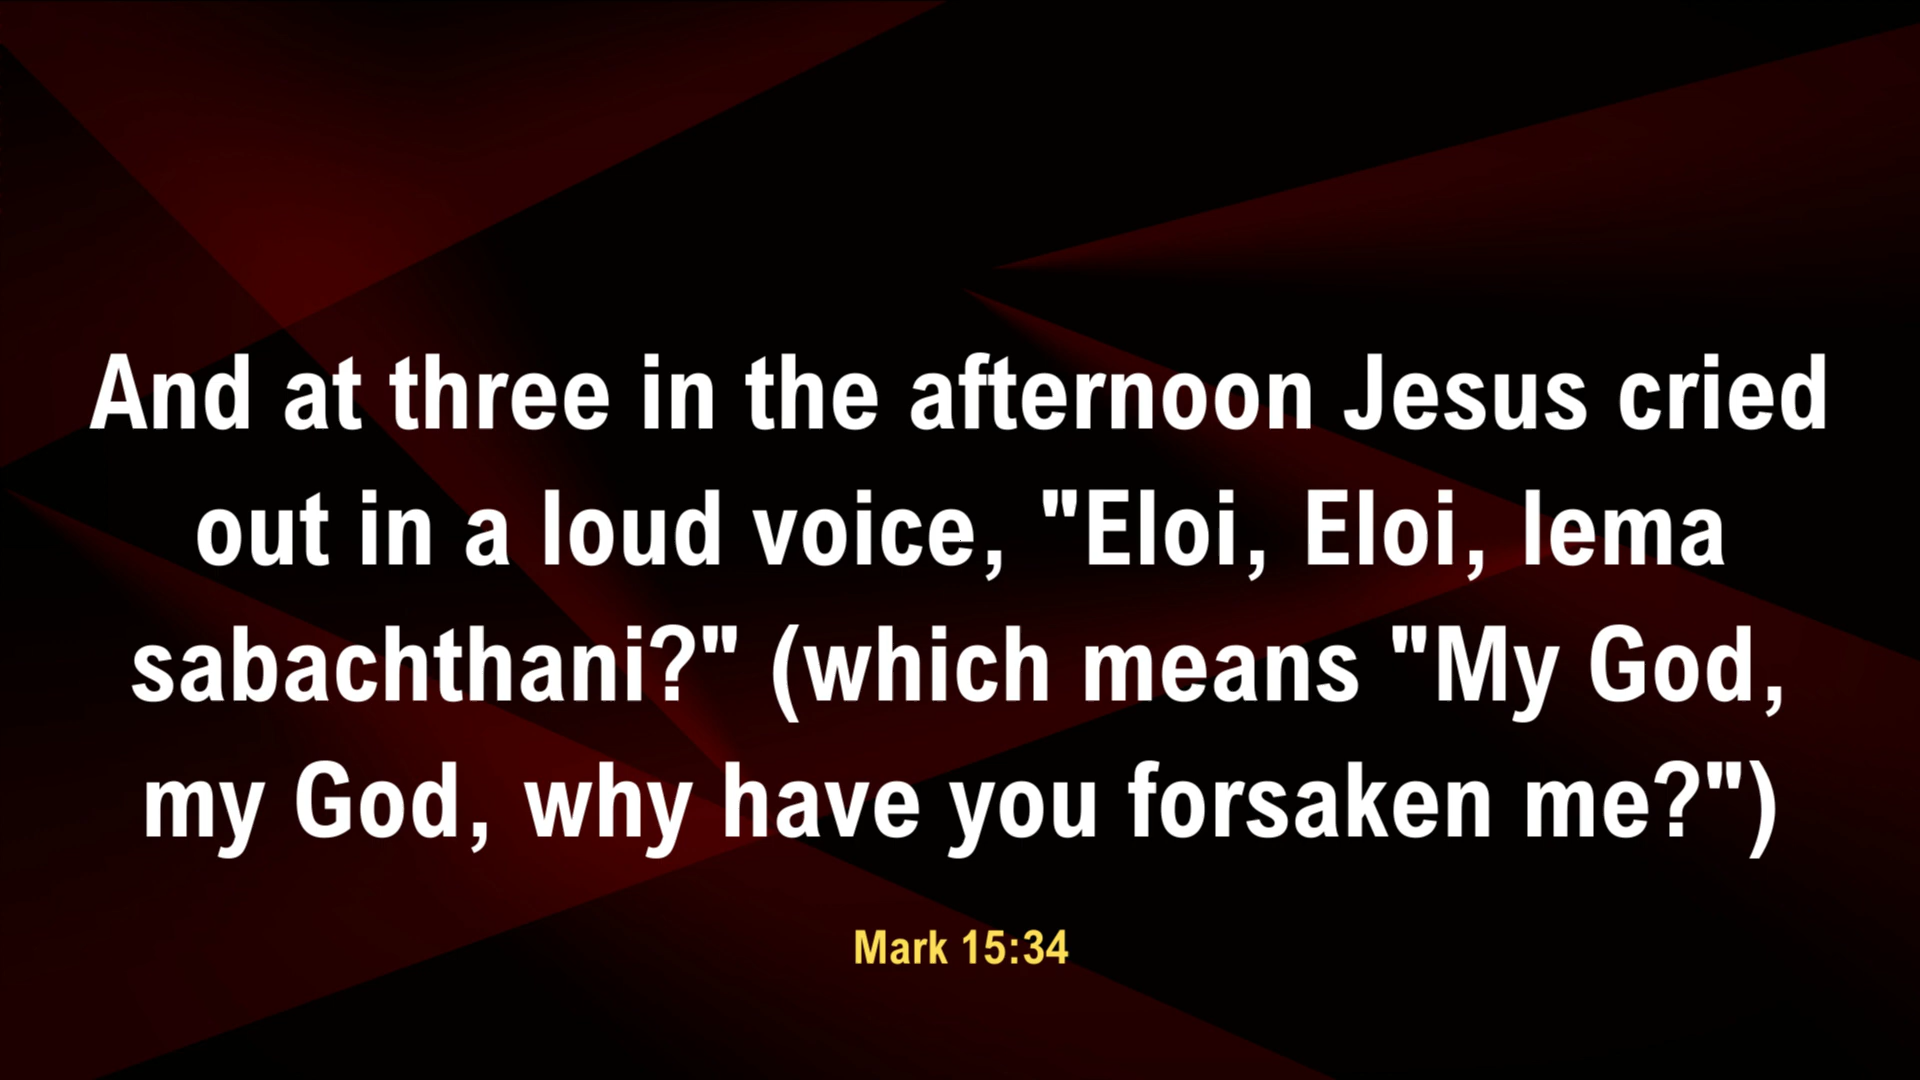 And at three in the afternoon Jesus cried
out in a loud voice, "Eloi, Eloi, lema
sabachthani?" (which means "My God,
my God, why have you forsaken me?")
Mark 15:34